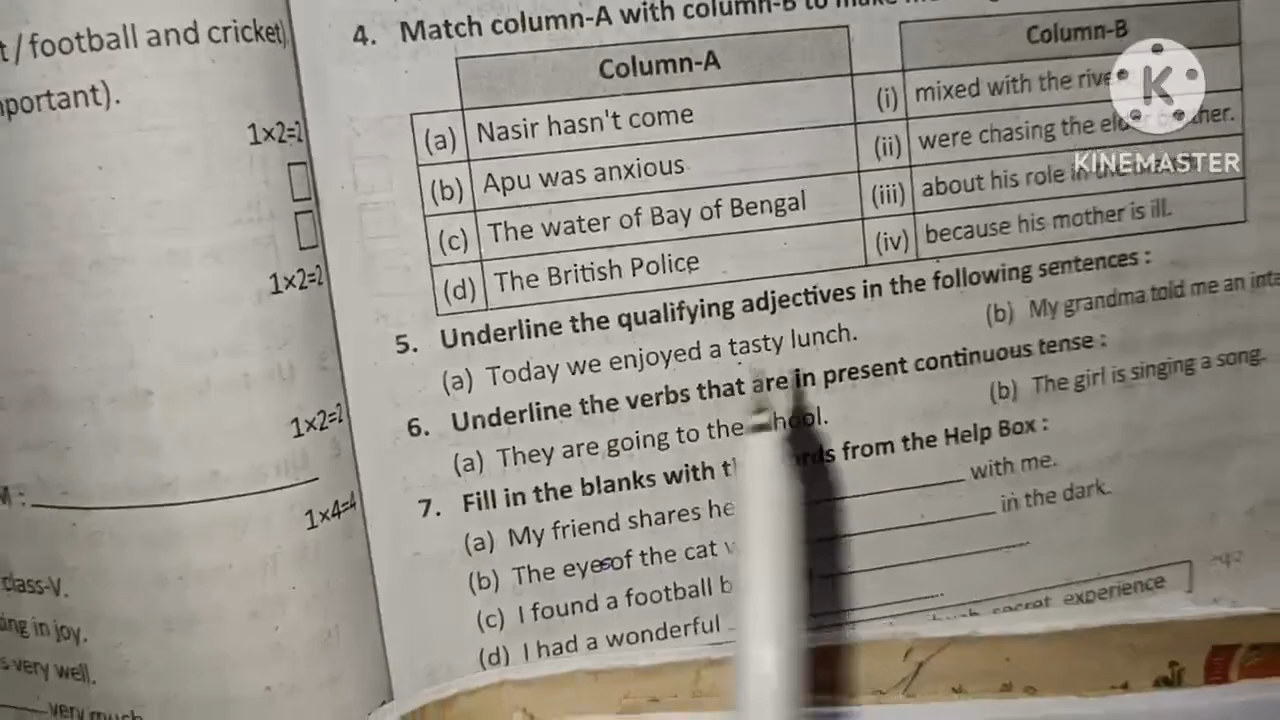 t / football and cricket).
portant).
1×2=2
1×2=2
1×2=2
M :
1×4=4
class-V.
ing in joy.
s very well.
very much
4. Match column-A with column-B to make
Column-A
Column-B
(a) Nasir hasn't come
(i) mixed with the
(b) Apu was anxious
(ii) were chasing the
(c) The water of Bay of Bengal
(iii) about his role in
(d) The British Police
(iv) because his mother is ill.
5. Underline the qualifying adjectives in the following sentences :
(a) Today we enjoyed a tasty lunch.
(b) My grandma told me an inte
6. Underline the verbs that are in present continuous tense :
(a) They are going to the school.
(b) The girl is singing a song.
7. Fill in the blanks with from the Help Box :
(a) My friend shares he with me.
(b) The eyes of the cat in the dark.
(c) I found a football b
(d) I had a wonderful
secret experience
K
KINEMASTER